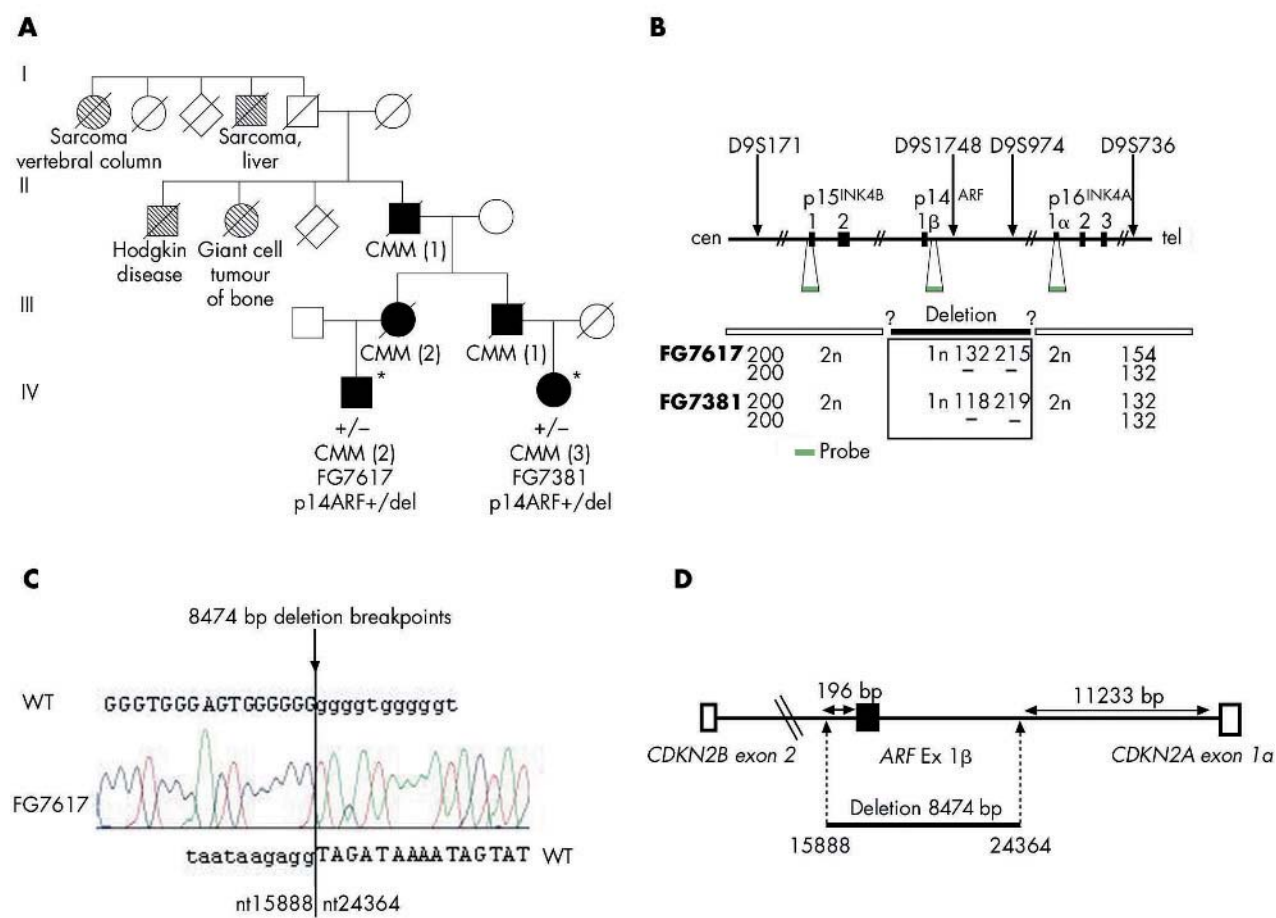 A
I
Sarcoma
vertebral column
Sarcoma,
liver
II
Hodgkin
disease
Giant cell
tumour
of bone
CMM (1)
III
CMM (2)
CMM (1)
IV
*
*
+/–
CMM (2)
FG7617
p14ARF+/del
+/–
CMM (3)
FG7381
p14ARF+/del
B
D9S171 D9S1748 D9S974 D9S736
p15INK4B p14ARF p16INK4A
1 2 1β 1α 2 3
cen // // // // tel
? Deletion ?
FG7617 200 2n 1n 132 215 2n 154
200 – – 132
FG7381 200 2n 1n 118 219 2n 132
200 – – 132
Probe
C
8474 bp deletion breakpoints
WT GGGTGGGAGTGGGGGGggggtgggggt
FG7617
taataagaggTAGATAAAATAGTAT WT
nt15888 nt24364
D
196 bp 11233 bp
CDKN2B exon 2 ARF Ex 1β CDKN2A exon 1a
Deletion 8474 bp
15888 24364